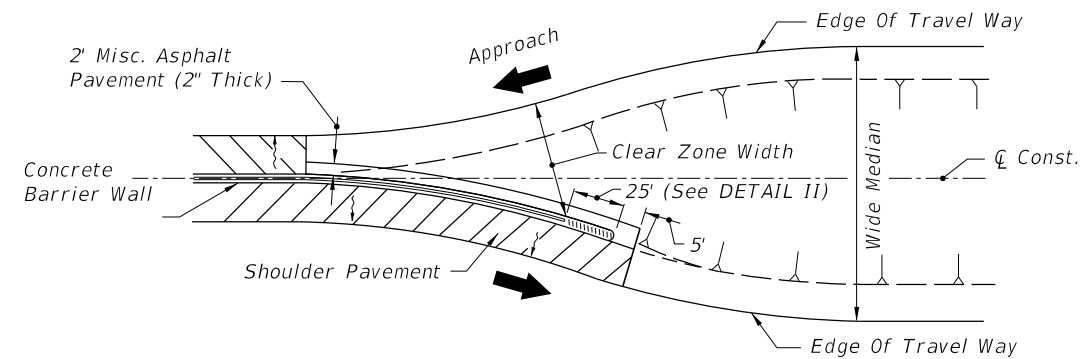 Edge Of Travel Way
Approach
2' Misc. Asphalt
Pavement (2" Thick)
Clear Zone Width
℄ Const.
Concrete
Barrier Wall
25' (See DETAIL II)
Wide Median
5'
Shoulder Pavement
Edge Of Travel Way